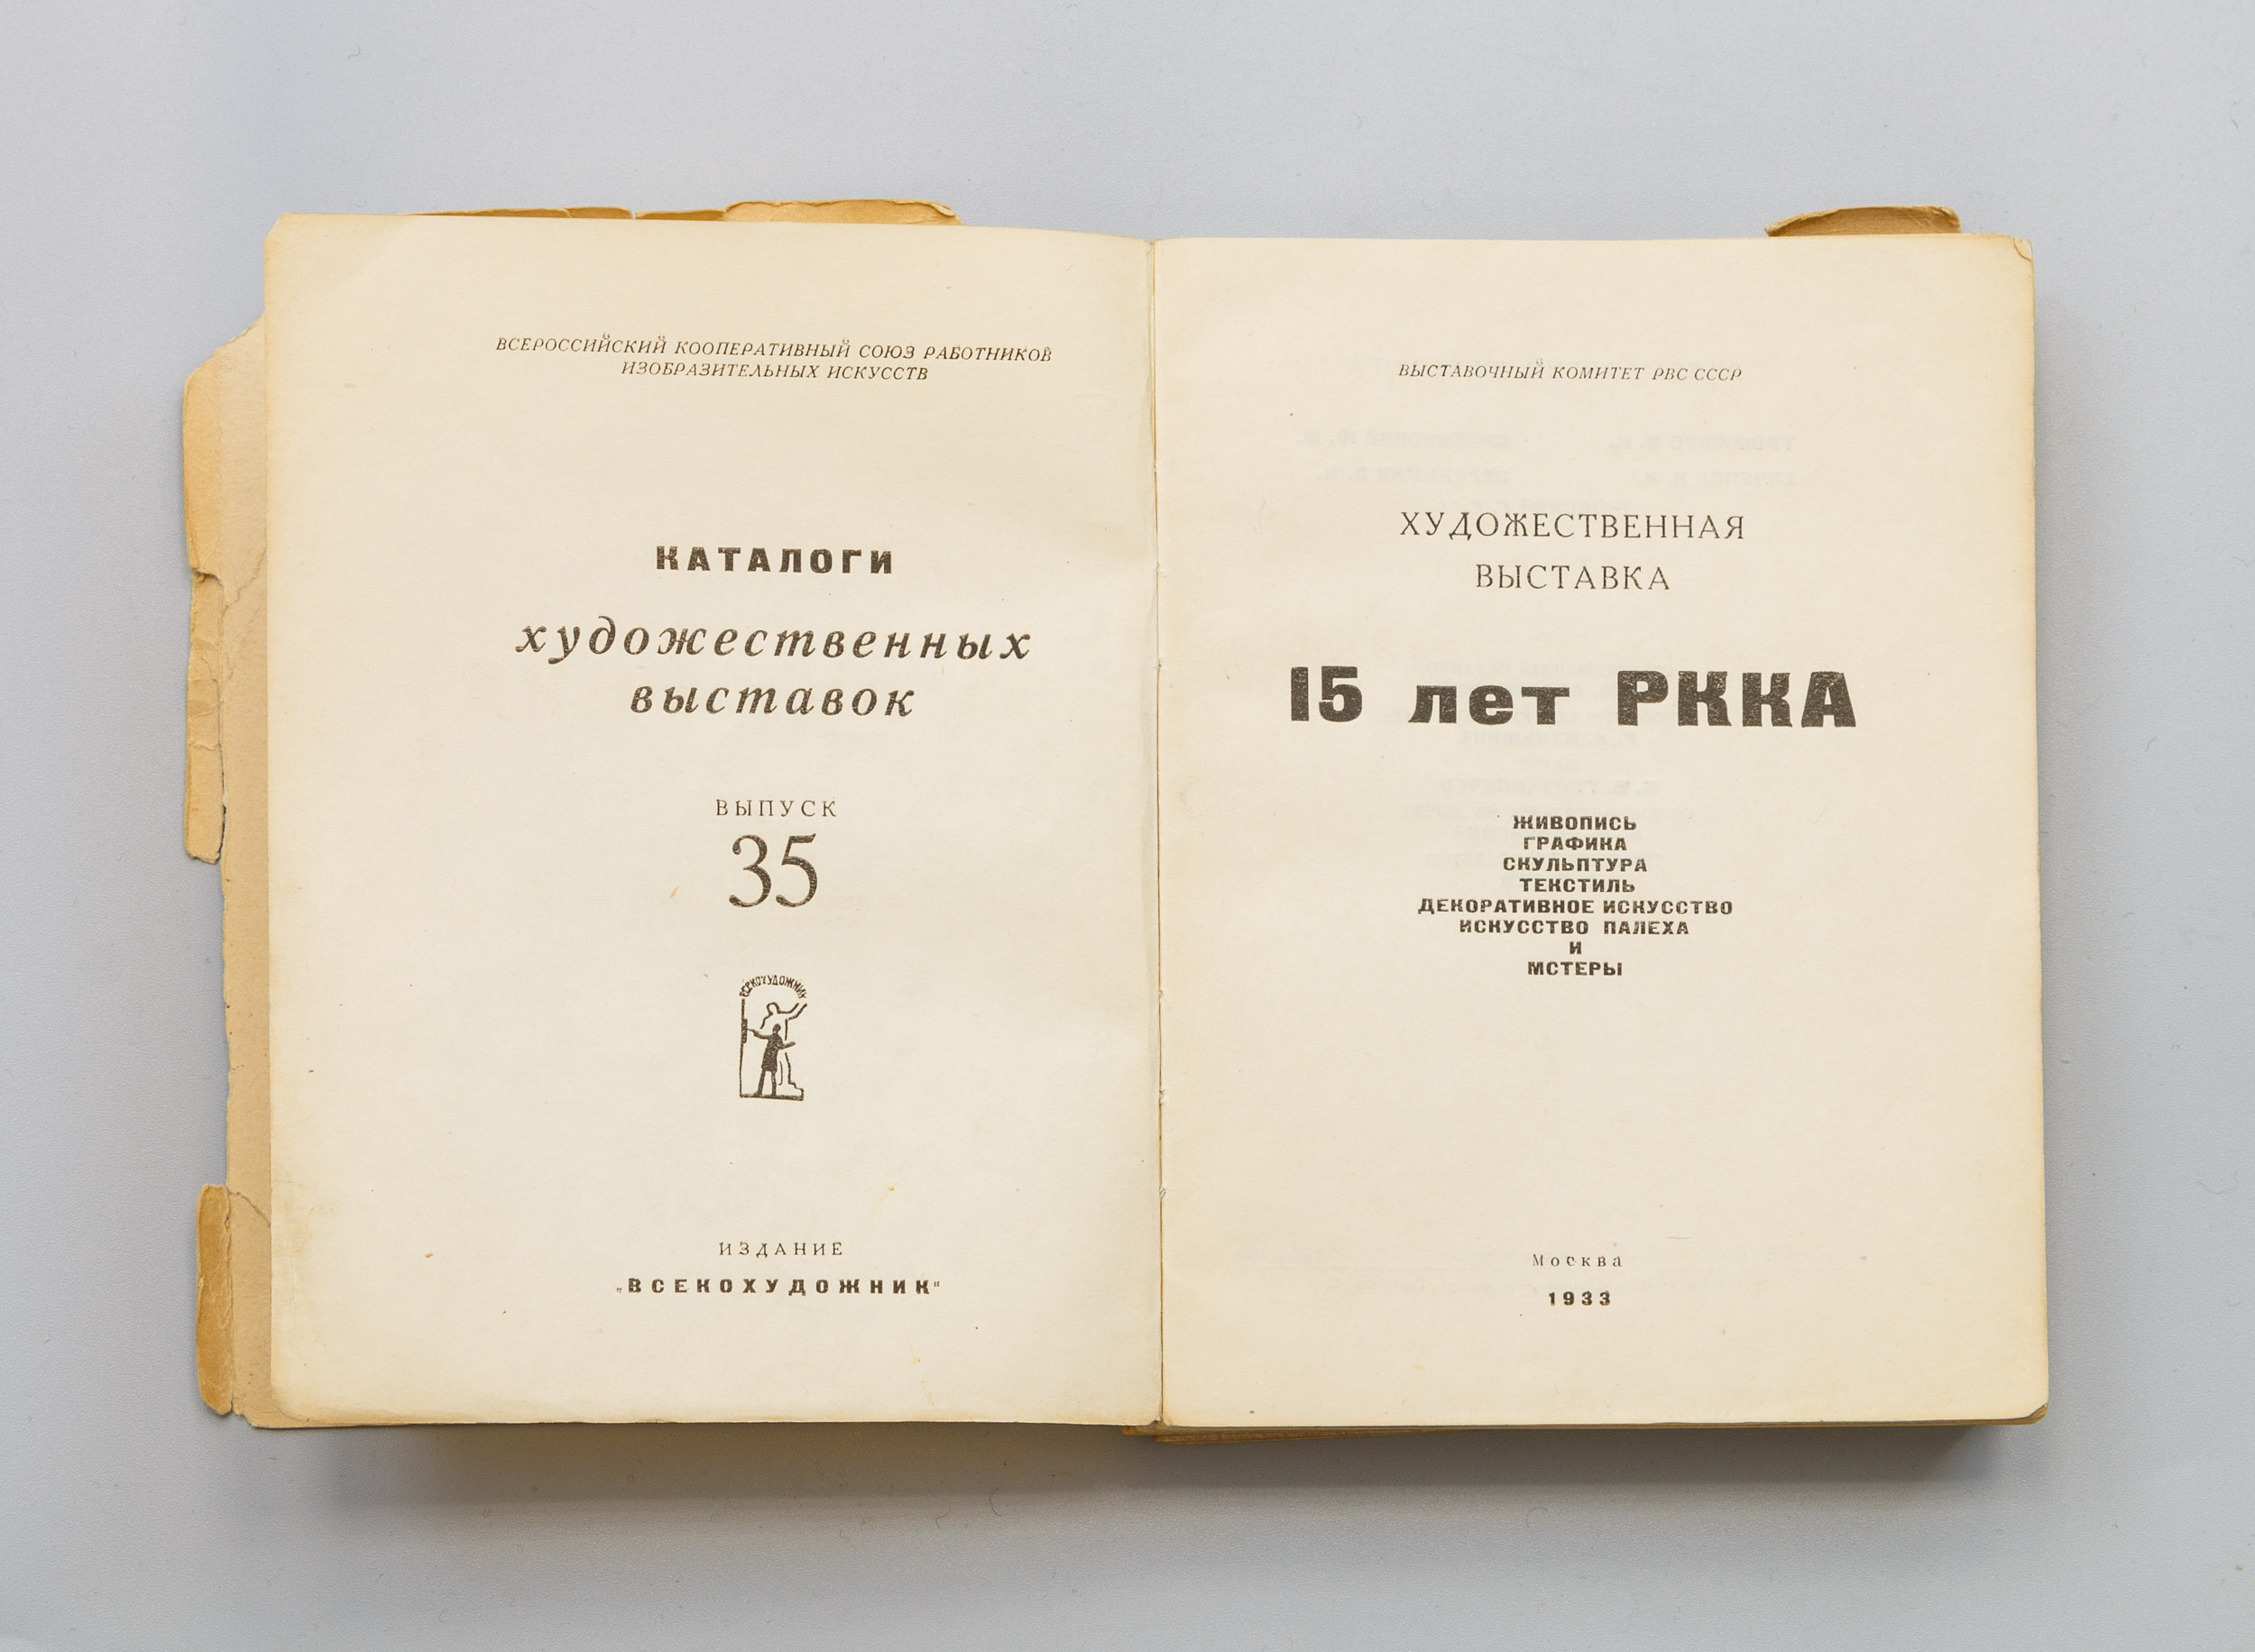 ВСЕРОССИЙСКИЙ КООПЕРАТИВНЫЙ СОЮЗ РАБОТНИКОВ
ИЗОБРАЗИТЕЛЬНЫХ ИСКУССТВ
КАТАЛОГИ
художественных
выставок
ВЫПУСК
35
ВСЕКОХУДОЖНИК
ИЗДАНИЕ
„ВСЕКОХУДОЖНИК“
ВЫСТАВОЧНЫЙ КОМИТЕТ РВС СССР
ХУДОЖЕСТВЕННАЯ
ВЫСТАВКА
15 лет РККА
ЖИВОПИСЬ
ГРАФИКА
СКУЛЬПТУРА
ТЕКСТИЛЬ
ДЕКОРАТИВНОЕ ИСКУССТВО
ИСКУССТВО ПАЛЕХА
И
МСТЕРЫ
Москва
1933